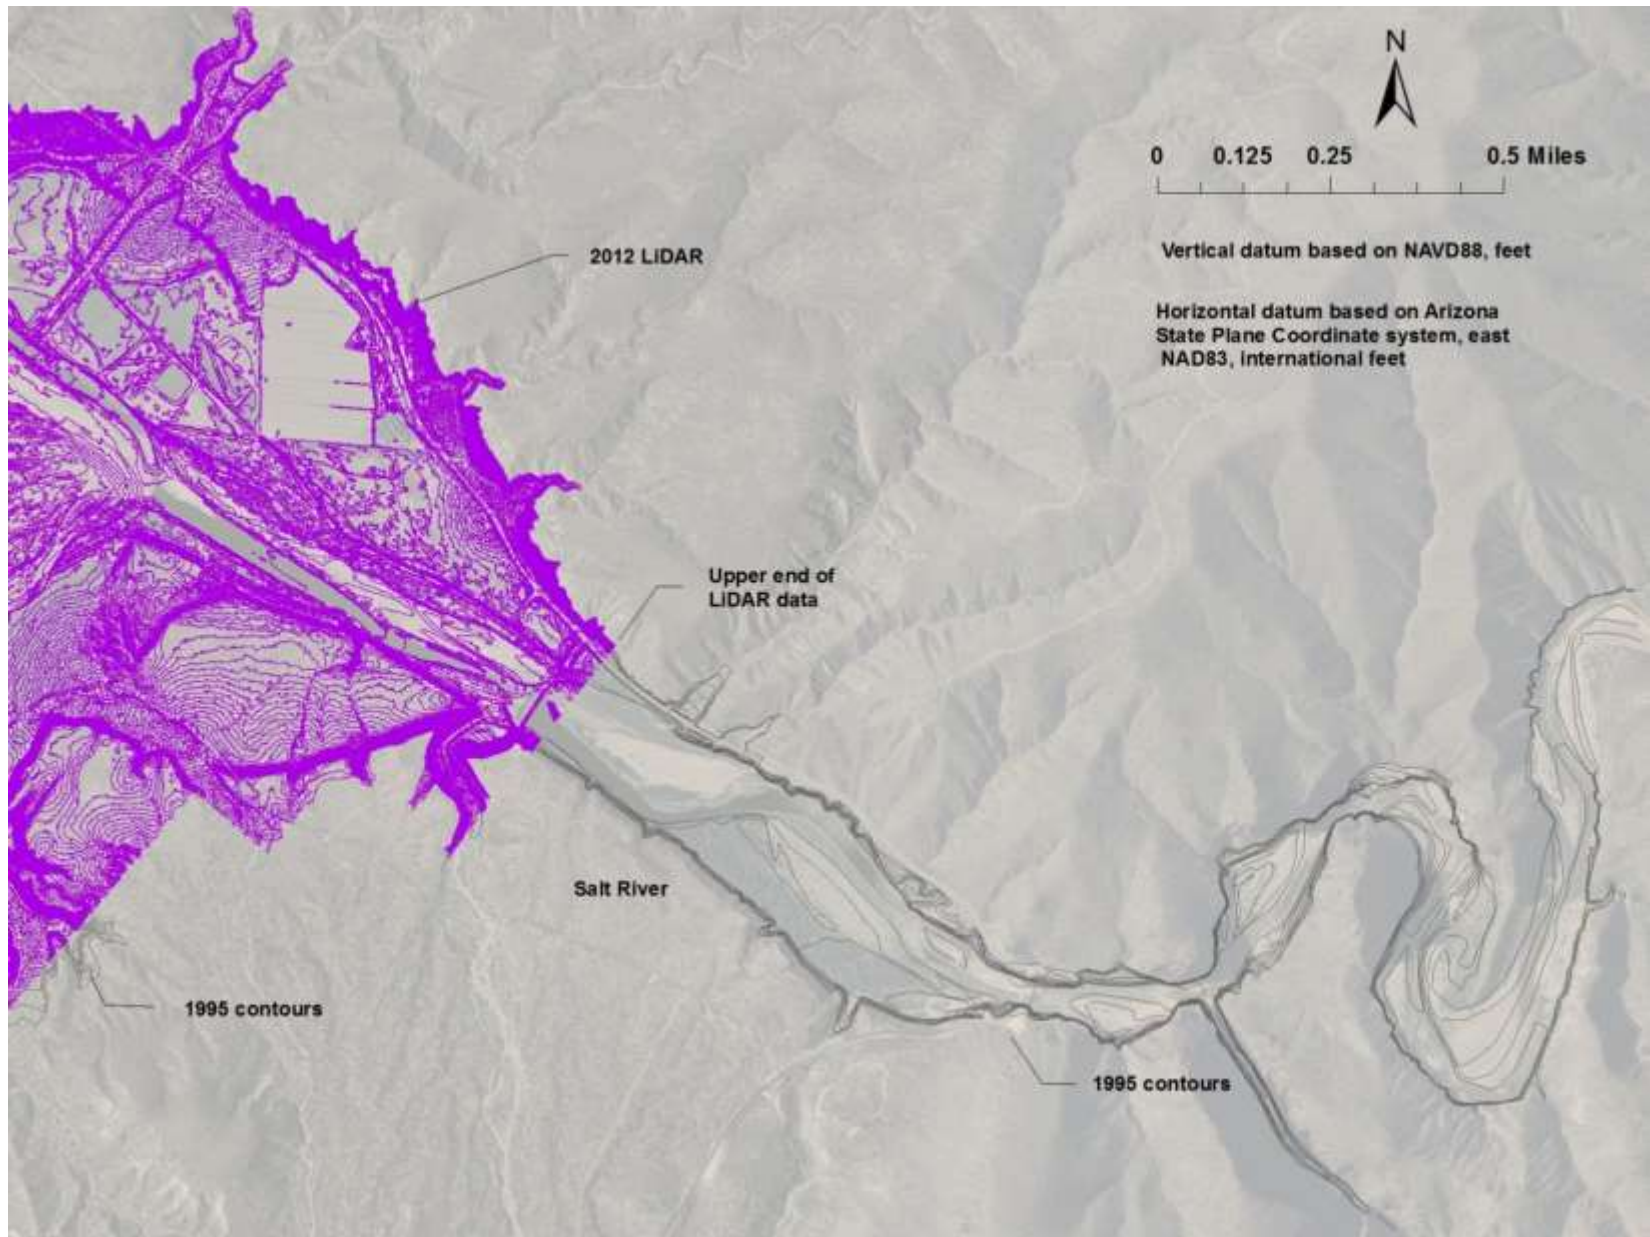 N
0 0.125 0.25 0.5 Miles
Vertical datum based on NAVD88, feet
2012 LiDAR
Horizontal datum based on Arizona
State Plane Coordinate system, east
NAD83, international feet
Upper end of
LiDAR data
Salt River
1995 contours
1995 contours